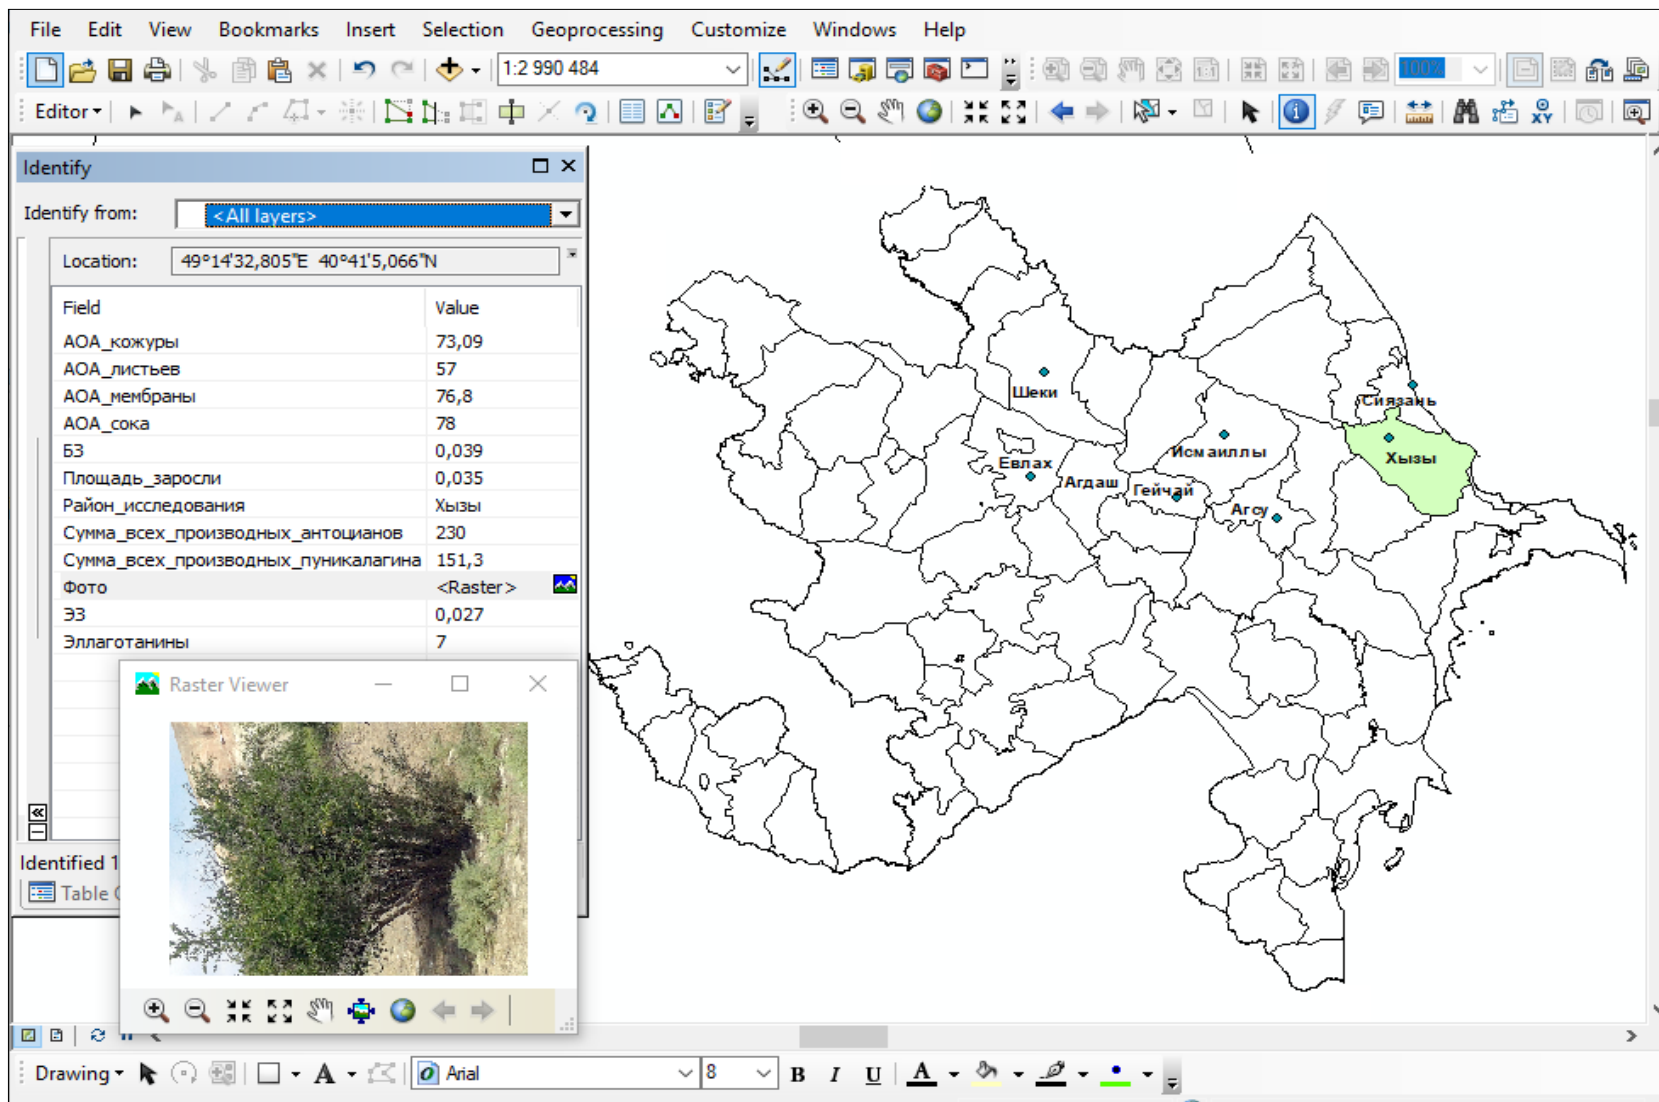 File Edit View Bookmarks Insert Selection Geoprocessing Customize Windows Help
1:2 990 484
100%
Editor
XY
Identify
Identify from: <All layers>
Location: 49°14'32,805"E 40°41'5,066"N
Field Value
АОА_кожуры 73,09
АОА_листьев 57
АОА_мембраны 76,8
АОА_сока 78
БЗ 0,039
Площадь_заросли 0,035
Район_исследования Хызы
Сумма_всех_производных_антоцианов 230
Сумма_всех_производных_пуникалагина 151,3
Фото <Raster>
ЭЗ 0,027
Эллаготанины 7
Identified 1
Table
Raster Viewer
Шеки
Сиязань
Исмаиллы
Хызы
Евлах
Агдаш
Гейчай
Агсу
Drawing A Arial 8 B I U A